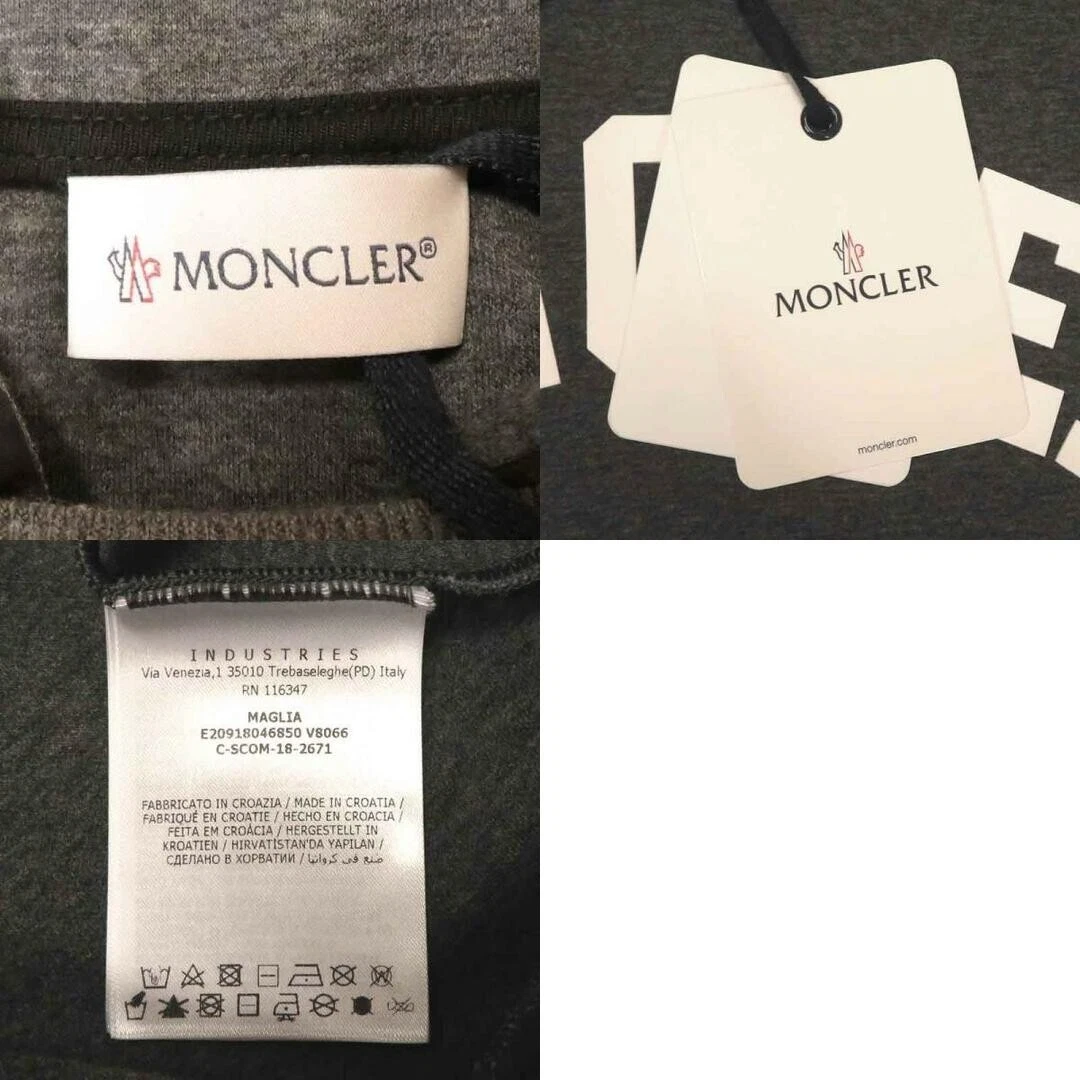 MONCLER®
MONCLER
moncler.com
INDUSTRIES
Via Venezia,1 35010 Trebaseleghe(PD) Italy
RN 116347
MAGLIA
E20918046850 V8066
C-SCOM-18-2671
FABBRICATO IN CROAZIA / MADE IN CROATIA /
FABRIQUÉ EN CROATIE / HECHO EN CROACIA /
FEITA EM CROÁCIA / HERGESTELLT IN
KROATIEN / HIRVATİSTAN'DA YAPILAN /
СДЕЛАНО В ХОРВАТИИ / صنع في كرواتيا